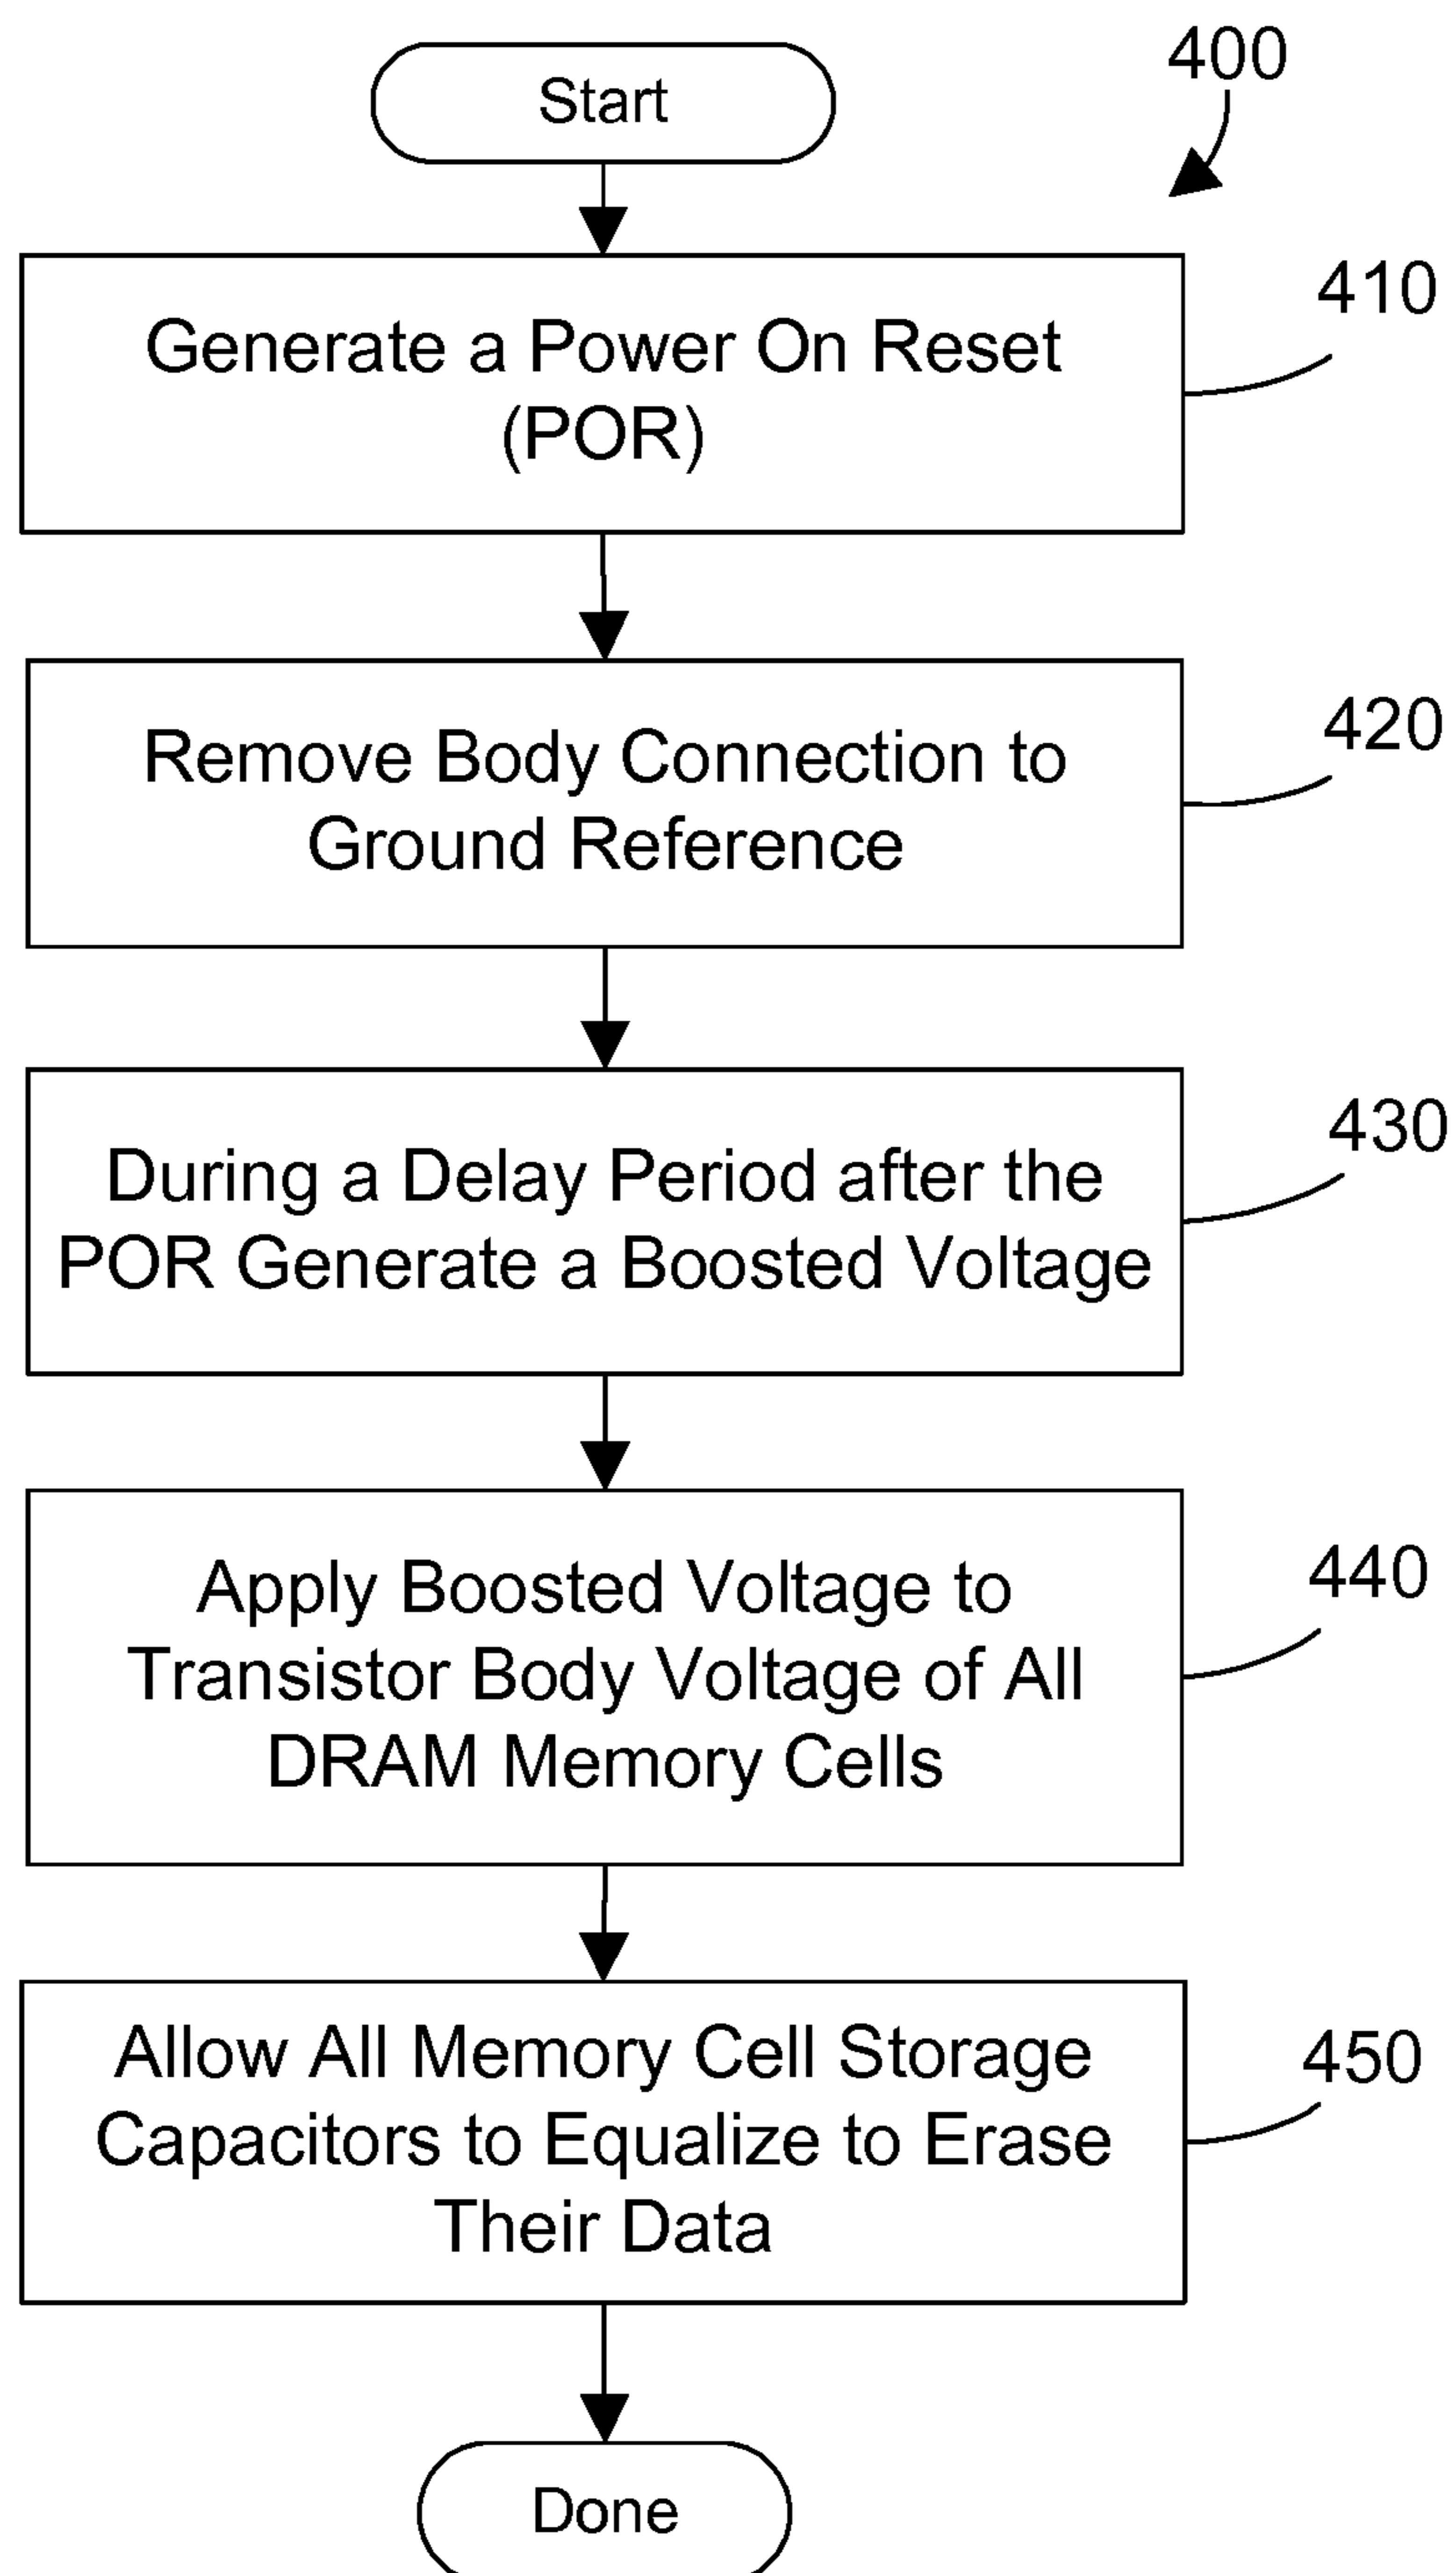 Start
400
Generate a Power On Reset
(POR)
410
Remove Body Connection to
Ground Reference
420
During a Delay Period after the
POR Generate a Boosted Voltage
430
Apply Boosted Voltage to
Transistor Body Voltage of All
DRAM Memory Cells
440
Allow All Memory Cell Storage
Capacitors to Equalize to Erase
Their Data
450
Done